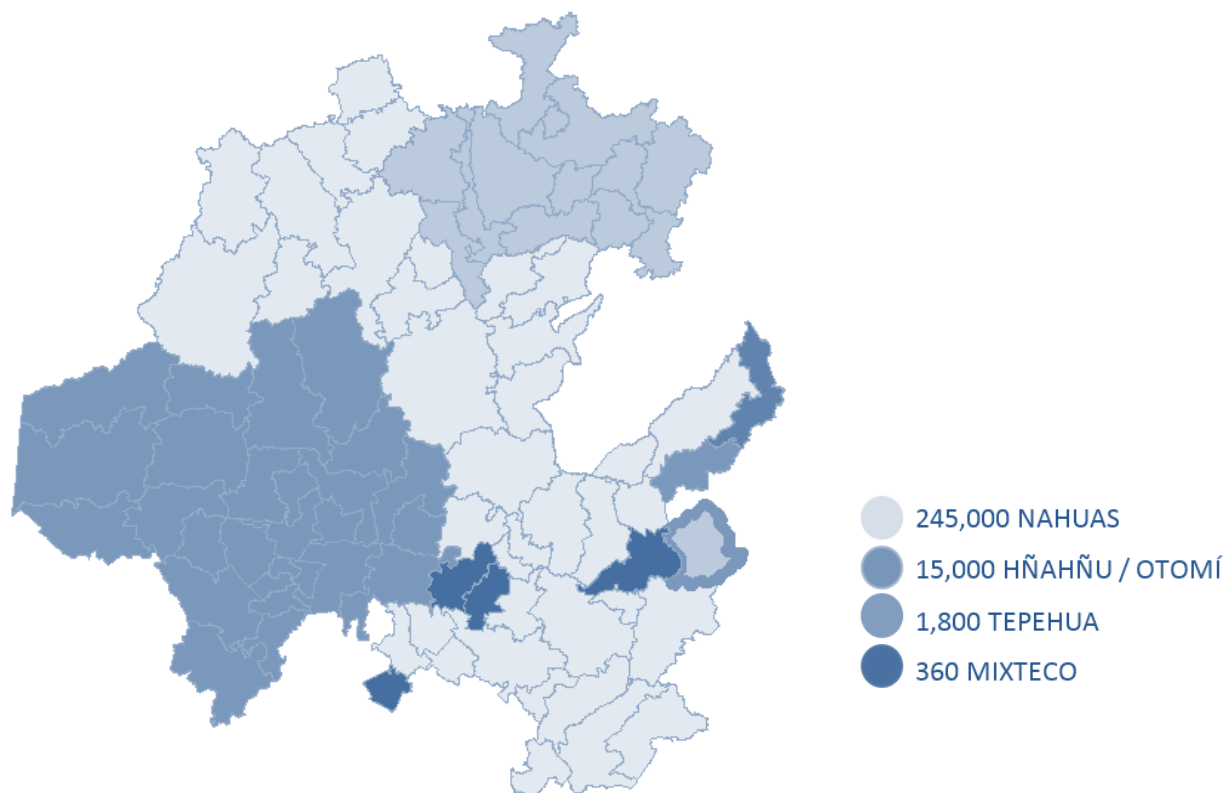 245,000 NAHUAS
15,000 HÑAHÑU / OTOMÍ
1,800 TEPEHUA
360 MIXTECO